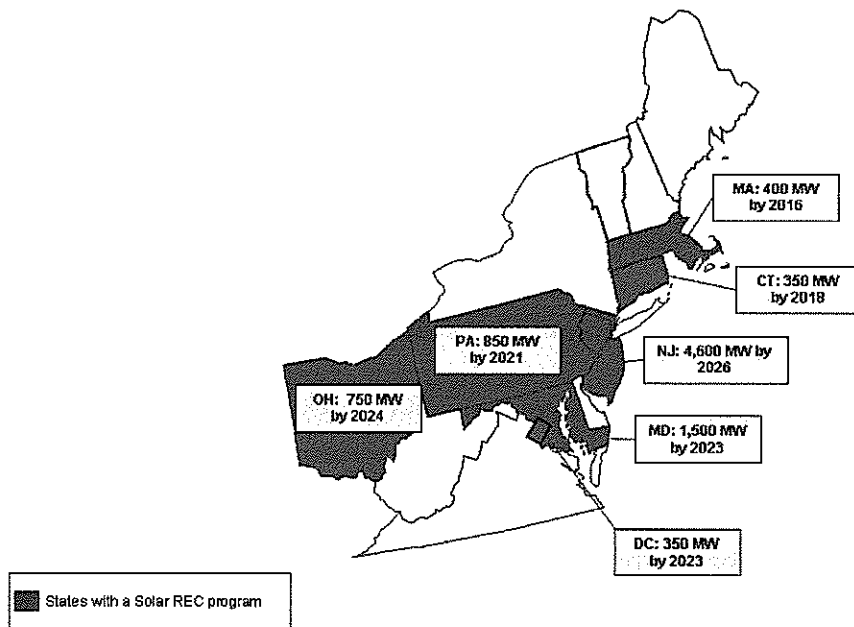 MA: 400 MW
by 2016
CT: 350 MW
by 2018
PA: 850 MW
by 2021
NJ: 4,600 MW by
2026
OH: 750 MW
by 2024
MD: 1,500 MW
by 2023
DC: 350 MW
by 2023
States with a Solar REC program